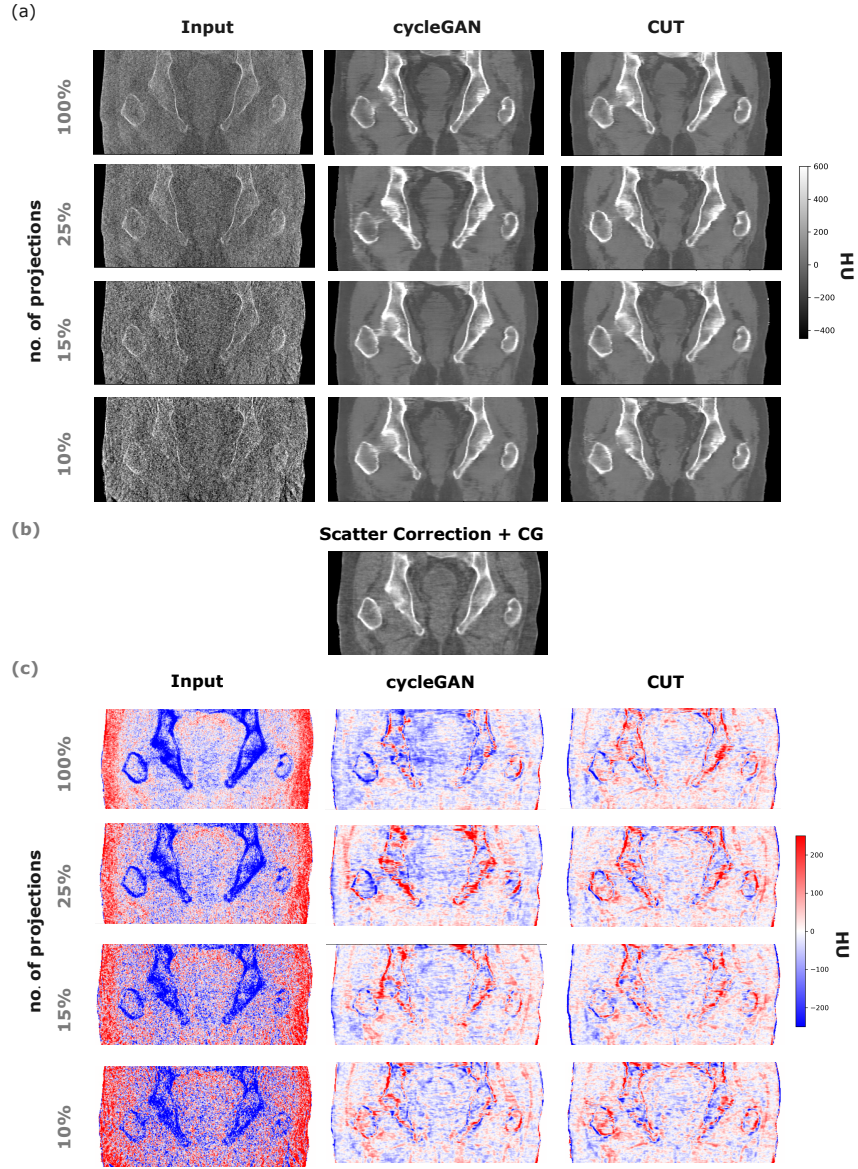 (a)
Input cycleGAN CUT
100%
25%
15%
10%
no. of projections
600
400
200
0
−200
−400
HU
(b)
Scatter Correction + CG
(c)
Input cycleGAN CUT
100%
25%
15%
10%
no. of projections
200
100
0
−100
−200
HU